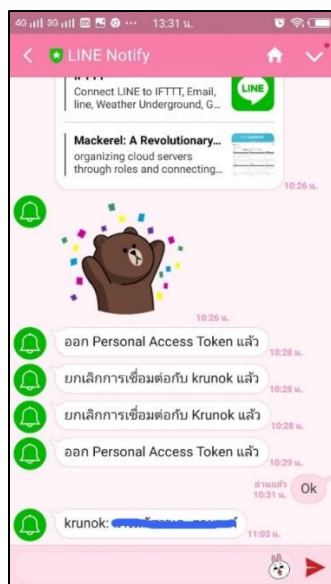 4G 3G ... 13:31 น.
LINE Notify
IFTTT
Connect LINE to IFTTT, Email,
line, Weather Underground, G...
LINE
Mackerel: A Revolutionary...
organizing cloud servers
through roles and connecting...
10:26 น.
10:26 น.
ออก Personal Access Token แล้ว
10:28 น.
ยกเลิกการเชื่อมต่อกับ krunok แล้ว
10:28 น.
ยกเลิกการเชื่อมต่อกับ Krunok แล้ว
10:28 น.
ออก Personal Access Token แล้ว
10:29 น.
อ่านแล้ว
10:31 น.
Ok
krunok:
11:03 น.